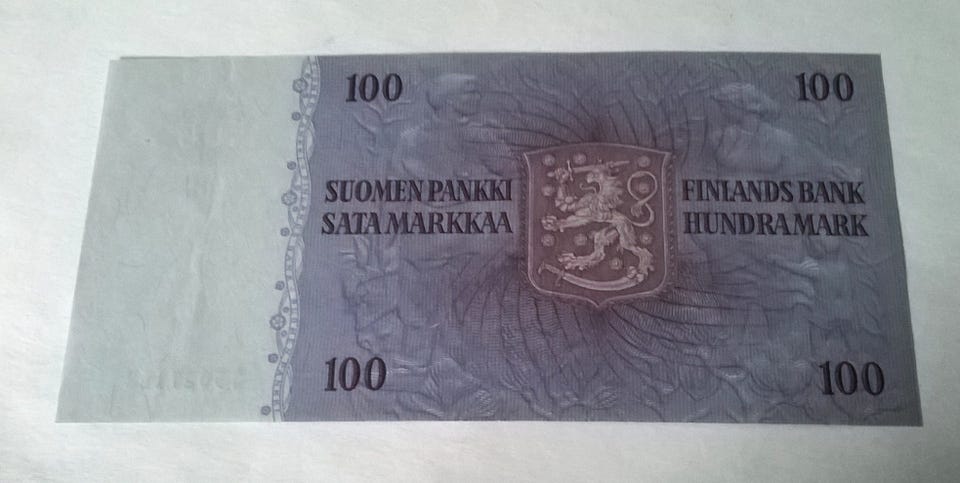 100 100
SUOMEN PANKKI FINLANDS BANK
SATA MARKKAA HUNDRA MARK
100 100